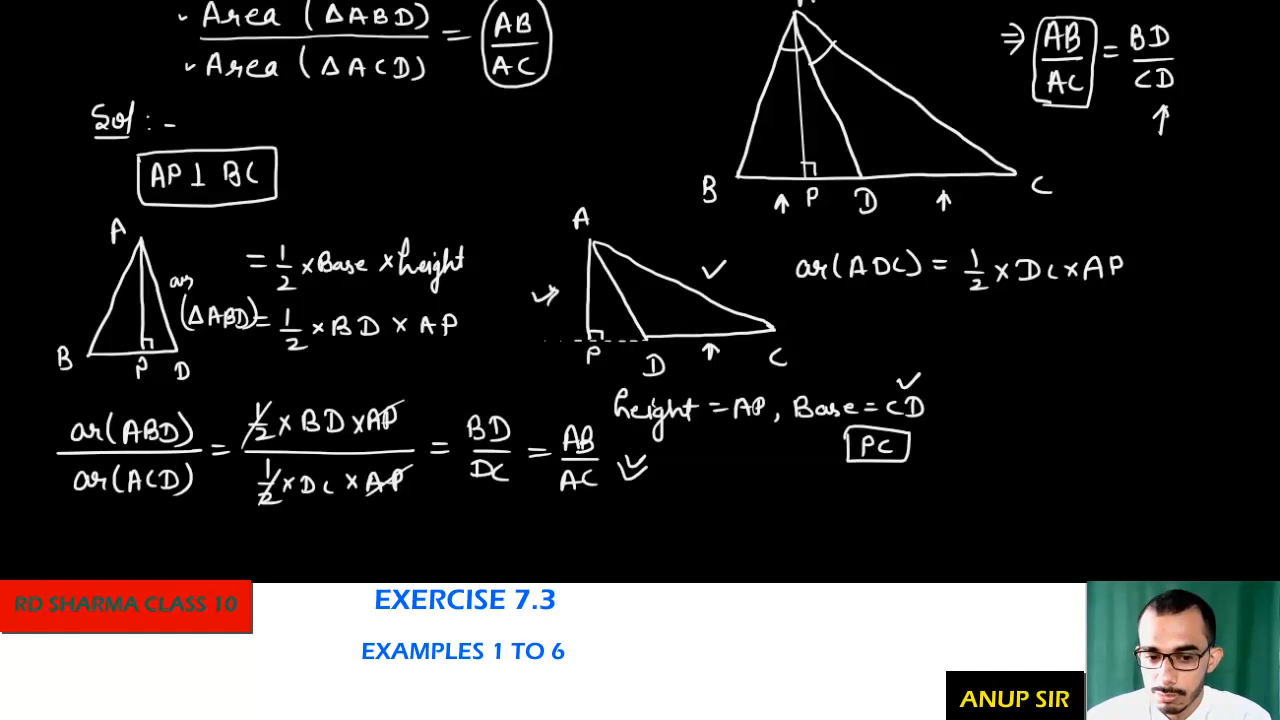 Area (ΔABD) / Area (ΔACD) = AB / AC
⇒ AB / AC = BD / CD
Sol :-
AP ⊥ BC
B P D C
A
= 1/2 × Base × height
ar (ΔABD) = 1/2 × BD × AP
B P D
A
P D C
ar(ADC) = 1/2 × DC × AP
height = AP, Base = CD
PC
ar(ABD) / ar(ACD) = 1/2 × BD × AP / 1/2 × DC × AP = BD / DC = AB / AC
RD SHARMA CLASS 10
EXERCISE 7.3
EXAMPLES 1 TO 6
ANUP SIR